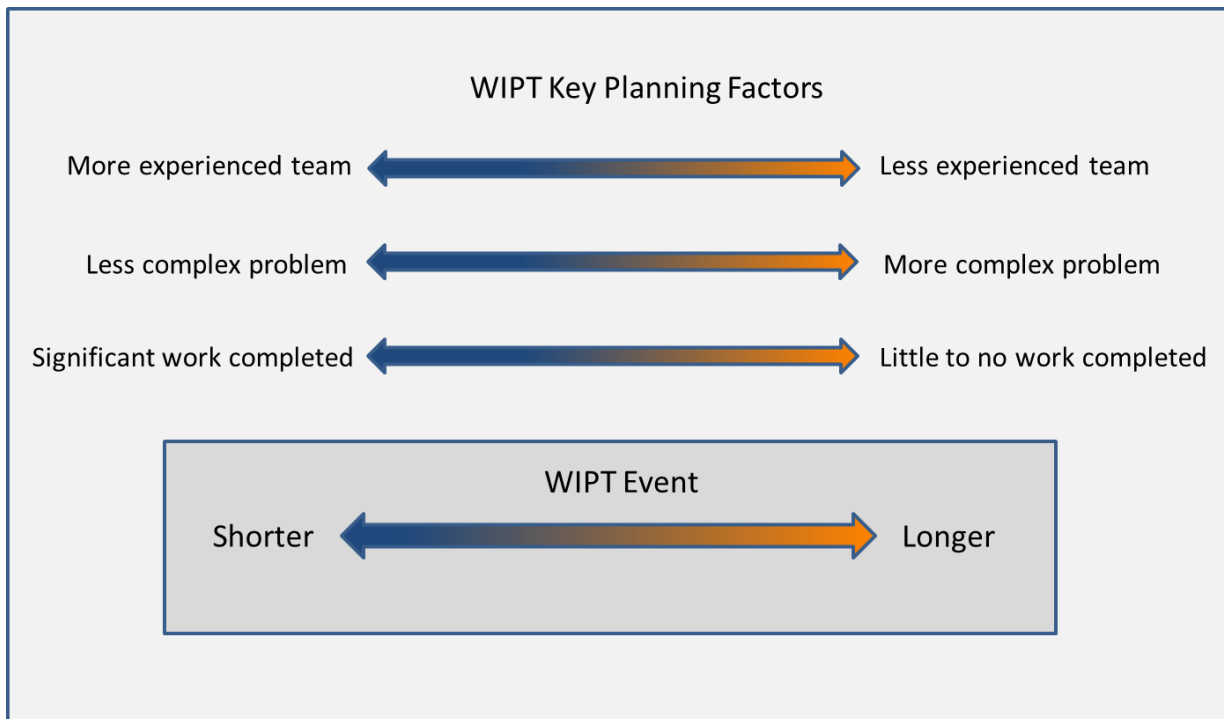 WIPT Key Planning Factors
More experienced team
Less experienced team
Less complex problem
More complex problem
Significant work completed
Little to no work completed
WIPT Event
Shorter
Longer